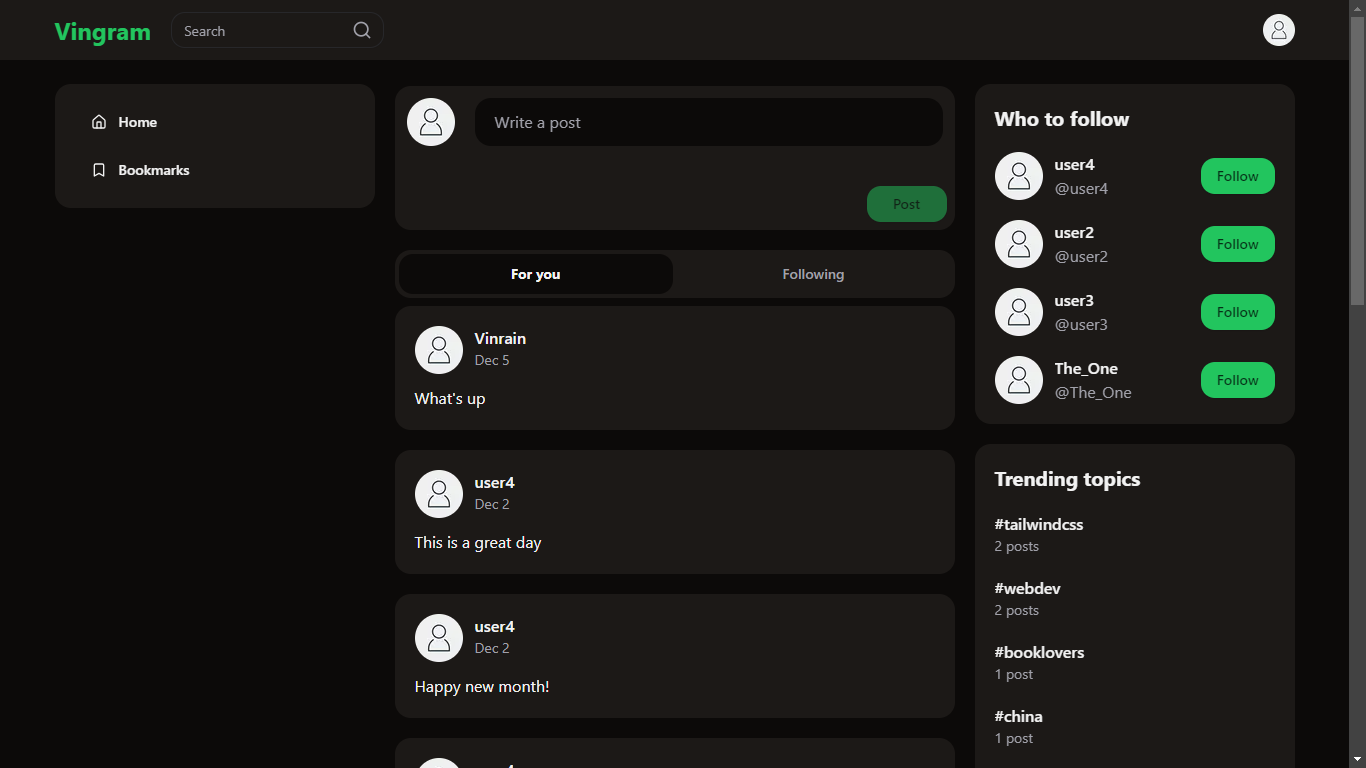 Vingram
Search
Home
Bookmarks
Write a post
Post
For you
Following
Vinrain
Dec 5
What's up
user4
Dec 2
This is a great day
user4
Dec 2
Happy new month!
Who to follow
user4
@user4
Follow
user2
@user2
Follow
user3
@user3
Follow
The_One
@The_One
Follow
Trending topics
#tailwindcss
2 posts
#webdev
2 posts
#booklovers
1 post
#china
1 post